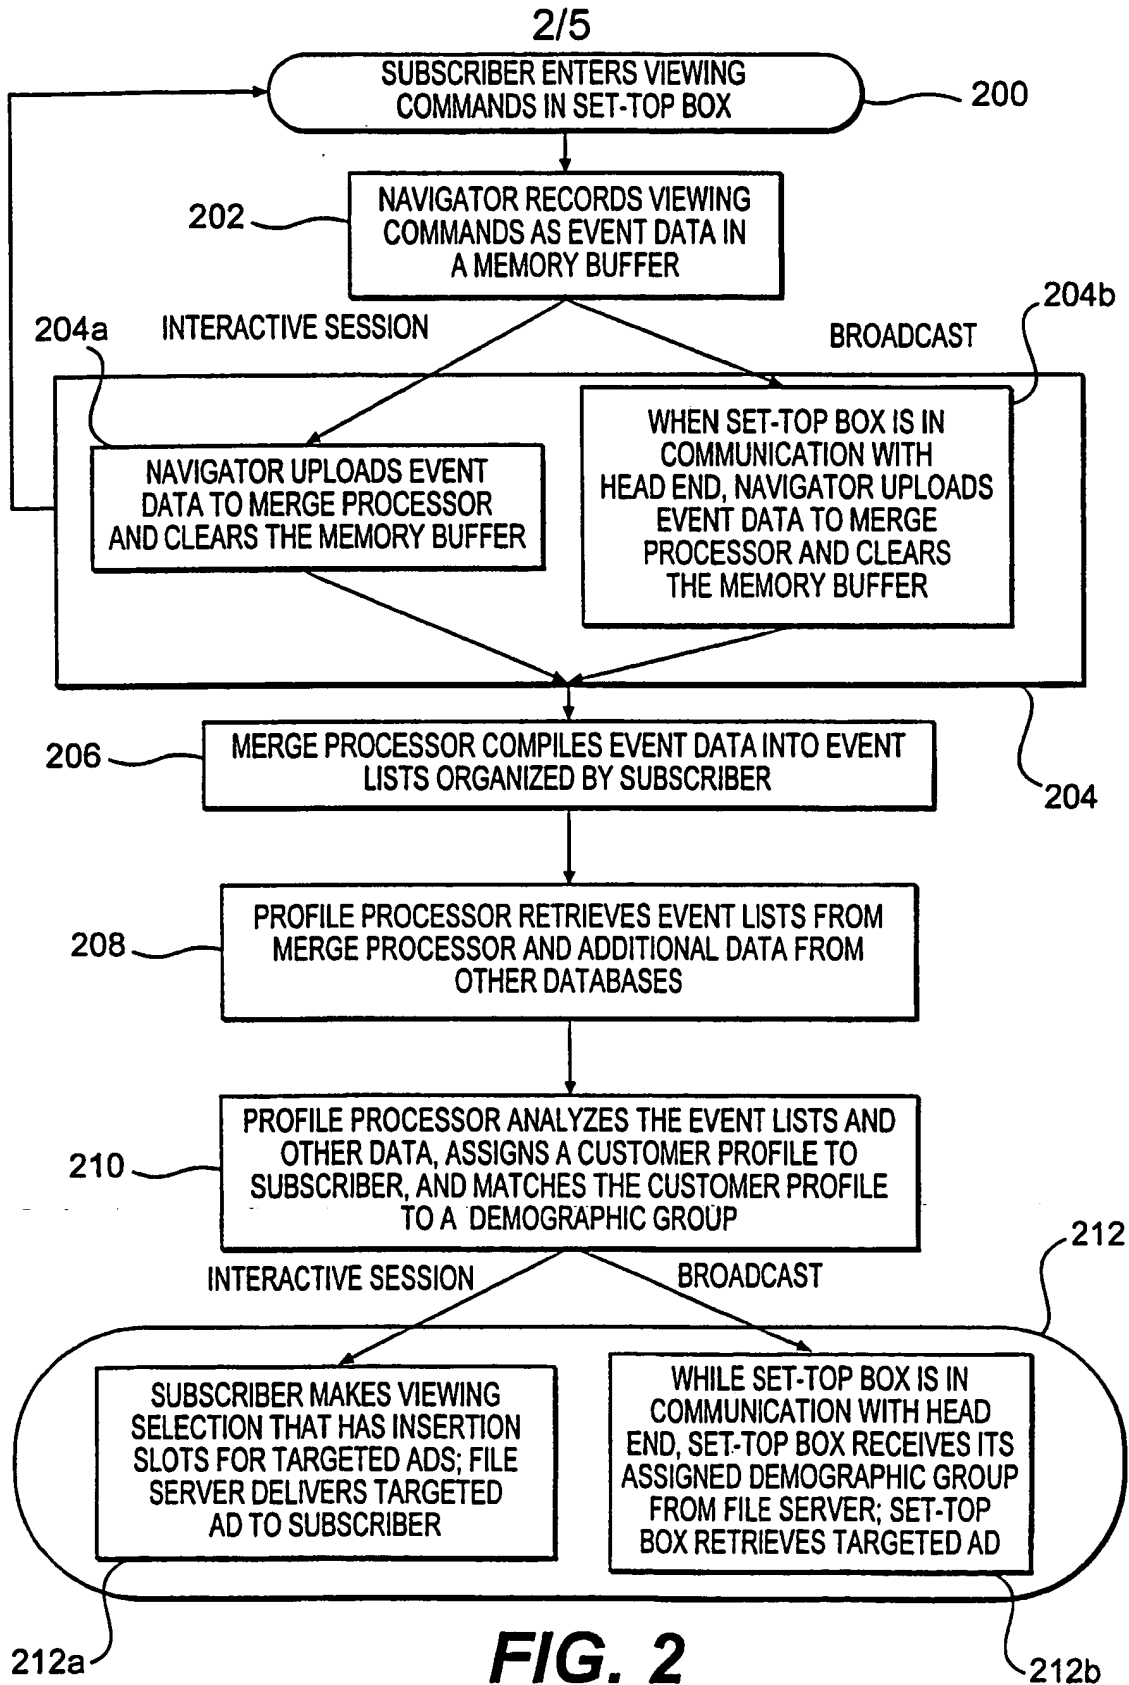 2/5
SUBSCRIBER ENTERS VIEWING
COMMANDS IN SET-TOP BOX
200
NAVIGATOR RECORDS VIEWING
COMMANDS AS EVENT DATA IN
A MEMORY BUFFER
202
INTERACTIVE SESSION
BROADCAST
204a
204b
NAVIGATOR UPLOADS EVENT
DATA TO MERGE PROCESSOR
AND CLEARS THE MEMORY BUFFER
WHEN SET-TOP BOX IS IN
COMMUNICATION WITH
HEAD END, NAVIGATOR UPLOADS
EVENT DATA TO MERGE
PROCESSOR AND CLEARS
THE MEMORY BUFFER
204
206
MERGE PROCESSOR COMPILES EVENT DATA INTO EVENT
LISTS ORGANIZED BY SUBSCRIBER
208
PROFILE PROCESSOR RETRIEVES EVENT LISTS FROM
MERGE PROCESSOR AND ADDITIONAL DATA FROM
OTHER DATABASES
210
PROFILE PROCESSOR ANALYZES THE EVENT LISTS AND
OTHER DATA, ASSIGNS A CUSTOMER PROFILE TO
SUBSCRIBER, AND MATCHES THE CUSTOMER PROFILE
TO A DEMOGRAPHIC GROUP
212
INTERACTIVE SESSION
BROADCAST
SUBSCRIBER MAKES VIEWING
SELECTION THAT HAS INSERTION
SLOTS FOR TARGETED ADS; FILE
SERVER DELIVERS TARGETED
AD TO SUBSCRIBER
WHILE SET-TOP BOX IS IN
COMMUNICATION WITH HEAD
END, SET-TOP BOX RECEIVES ITS
ASSIGNED DEMOGRAPHIC GROUP
FROM FILE SERVER; SET-TOP
BOX RETRIEVES TARGETED AD
212a
212b
FIG. 2